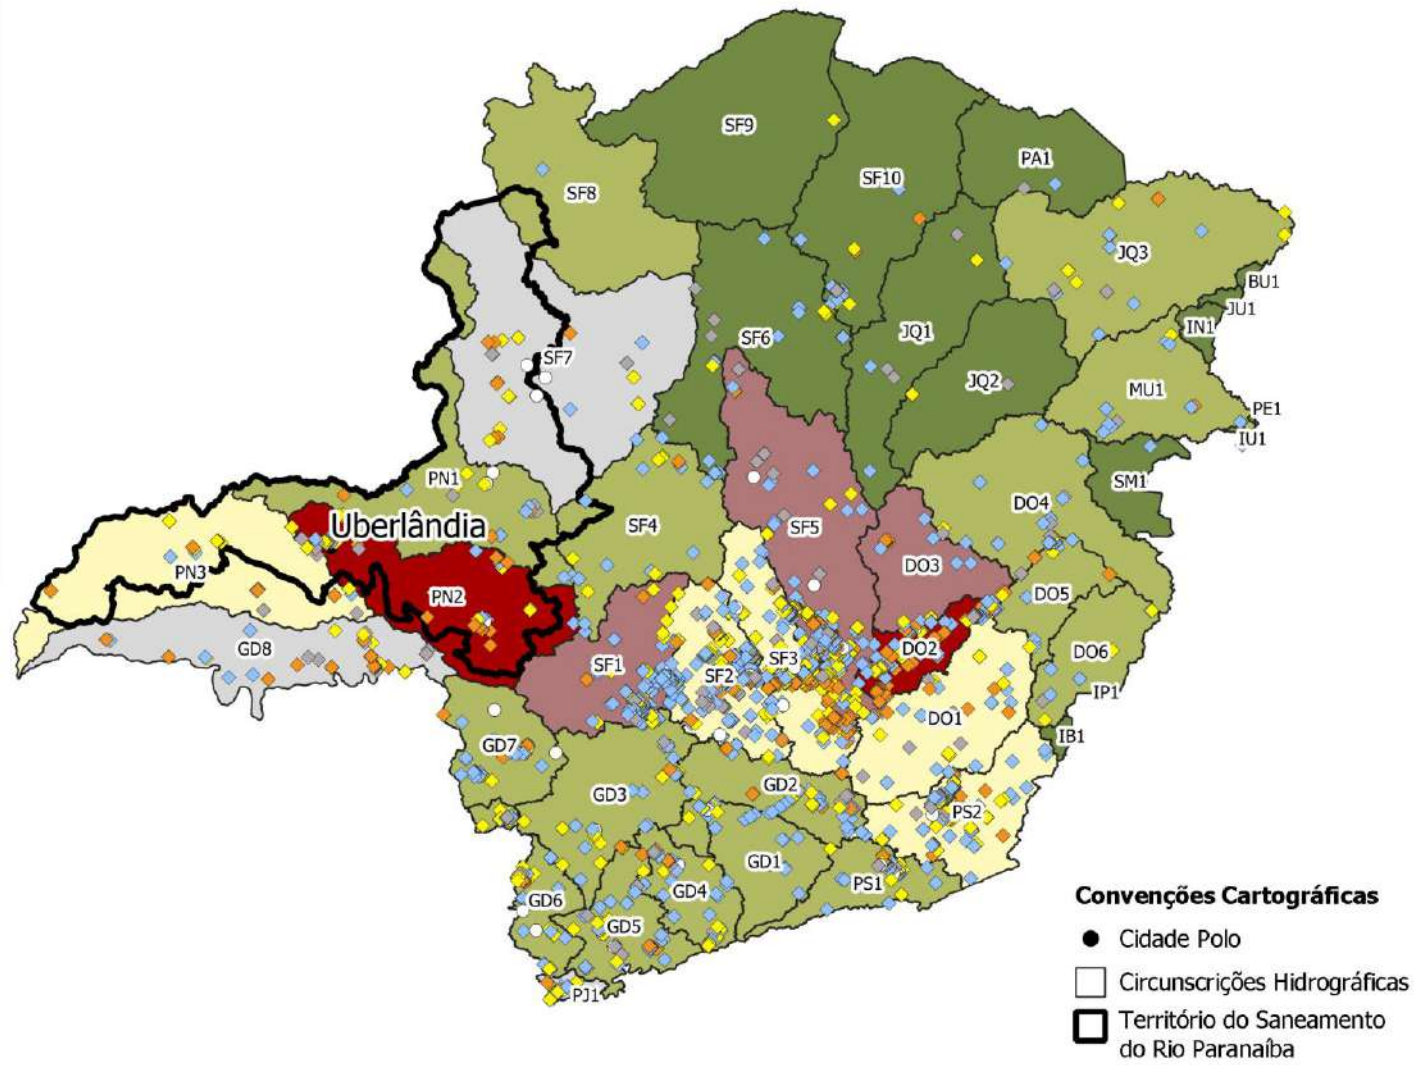 SF9
PA1
SF10
SF8
JQ3
BU1
JU1
IN1
JQ1
SF6
SF7
JQ2
MU1
PE1
IU1
PN1
SM1
DO4
Uberlândia
SF4
SF5
DO3
PN3
PN2
DO5
GD8
DO2
DO6
SF1
SF3
SF2
IP1
DO1
IB1
GD7
GD2
GD3
PS2
GD1
PS1
GD4
GD6
GD5
PJ1
Convenções Cartográficas
Cidade Polo
Circunscrições Hidrográficas
Território do Saneamento
do Rio Paranaíba